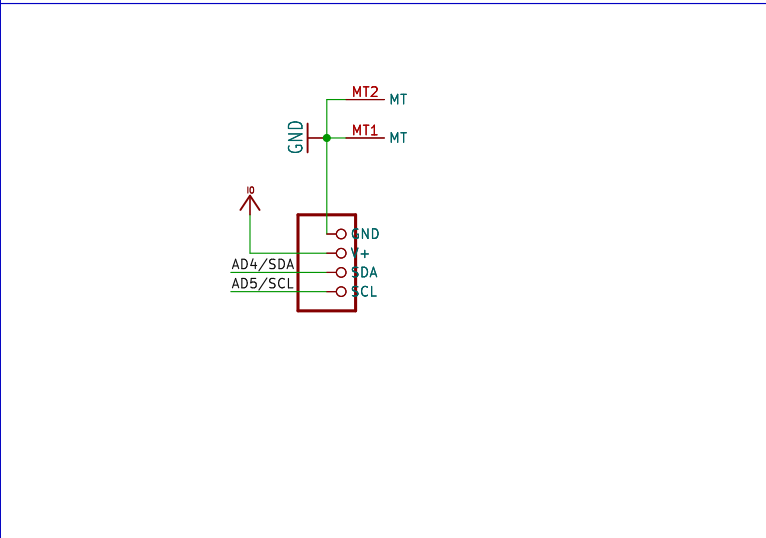 MT2 MT
GND MT1 MT
IO
GND
V+
AD4/SDA SDA
AD5/SCL SCL